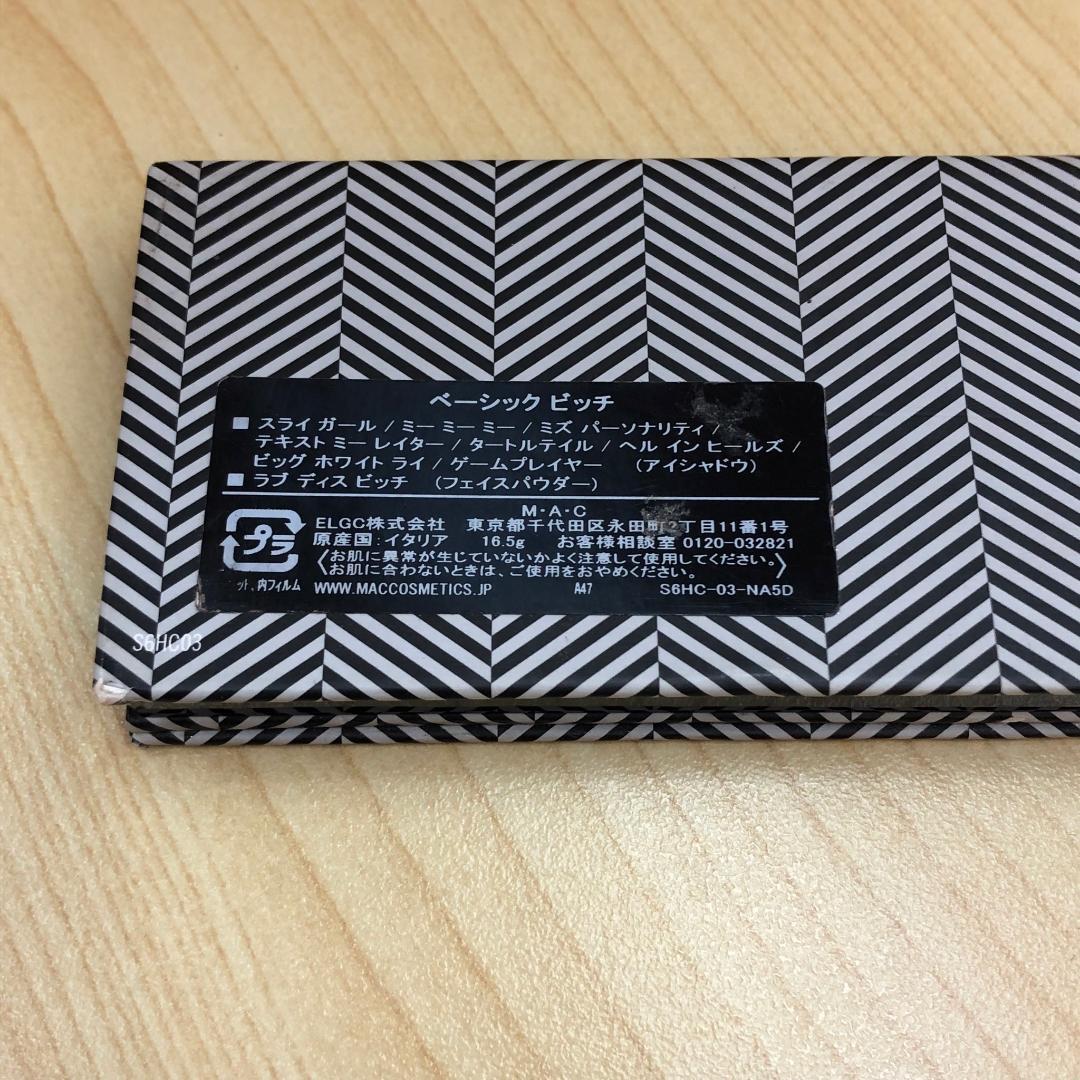 ベーシック ビッチ
■ スライ ガール / ミー ミー ミー / ミズ パーソナリティ /
テキスト ミー レイター / タートルテイル / ヘル イン ヒールズ /
ビッグ ホワイト ライ / ゲームプレイヤー (アイシャドウ)
■ ラブ ディス ビッチ (フェイスパウダー)
M・A・C
プラ
ELGC株式会社 東京都千代田区永田町2丁目11番1号
原産国:イタリア 16.5g お客様相談室 0120-032821
〈お肌に異常が生じていないかよく注意して使用してください。
お肌に合わないときは、ご使用をおやめください。〉
ット、内フィルム WWW.MACCOSMETICS.JP A47 S6HC-03-NA5D
S6HC03